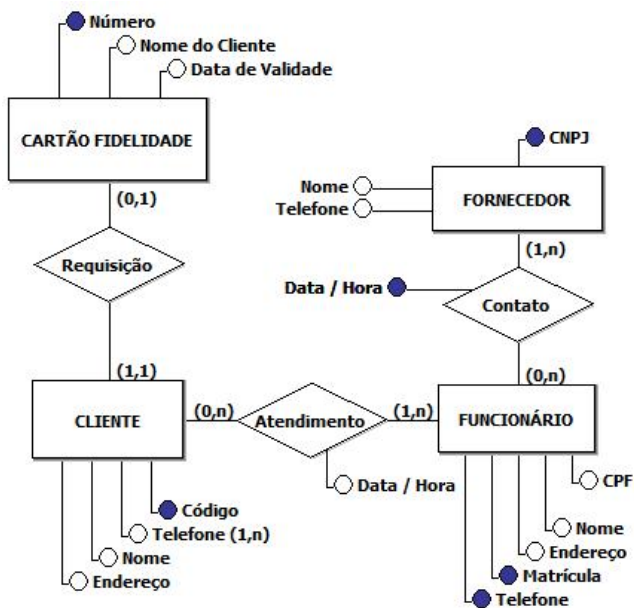 Número
Nome do Cliente
Data de Validade
CARTÃO FIDELIDADE
(0,1)
Requisição
(1,1)
CNPJ
Nome
Telefone
FORNECEDOR
(1,n)
Data / Hora
Contato
(0,n)
CLIENTE
(0,n)
Atendimento
(1,n)
FUNCIONÁRIO
Data / Hora
Código
Telefone (1,n)
Nome
Endereço
CPF
Nome
Endereço
Matrícula
Telefone